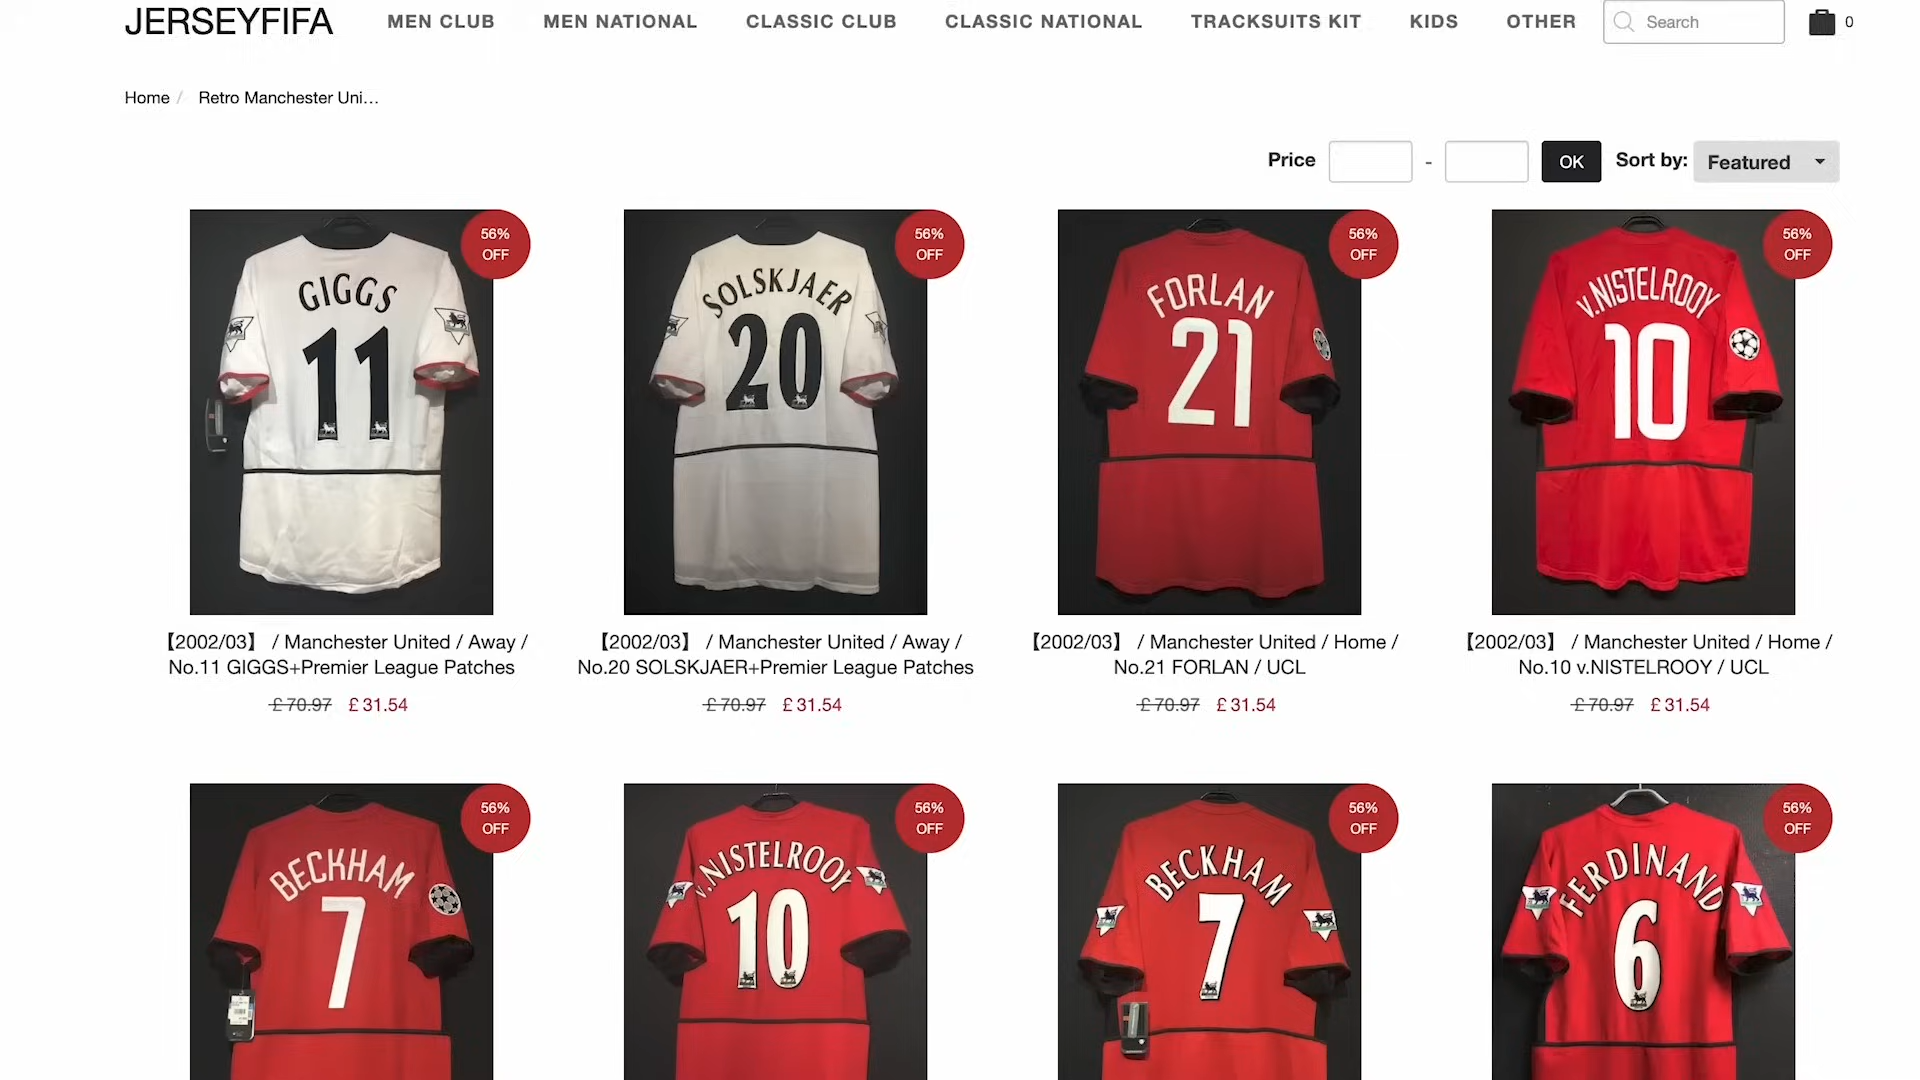 JERSEYFIFA MEN CLUB MEN NATIONAL CLASSIC CLUB CLASSIC NATIONAL TRACKSUITS KIT KIDS OTHER Search 0
Home / Retro Manchester Uni...
Price - OK Sort by: Featured
56% OFF
GIGGS
11
56% OFF
SOLSKJAER
20
56% OFF
FORLAN
21
56% OFF
v.NISTELROOY
10
【2002/03】 / Manchester United / Away /
No.11 GIGGS+Premier League Patches
£ 70.97 £ 31.54
【2002/03】 / Manchester United / Away /
No.20 SOLSKJAER+Premier League Patches
£ 70.97 £ 31.54
【2002/03】 / Manchester United / Home /
No.21 FORLAN / UCL
£ 70.97 £ 31.54
【2002/03】 / Manchester United / Home /
No.10 v.NISTELROOY / UCL
£ 70.97 £ 31.54
56% OFF
BECKHAM
7
56% OFF
v.NISTELROOY
10
56% OFF
BECKHAM
7
56% OFF
FERDINAND
6